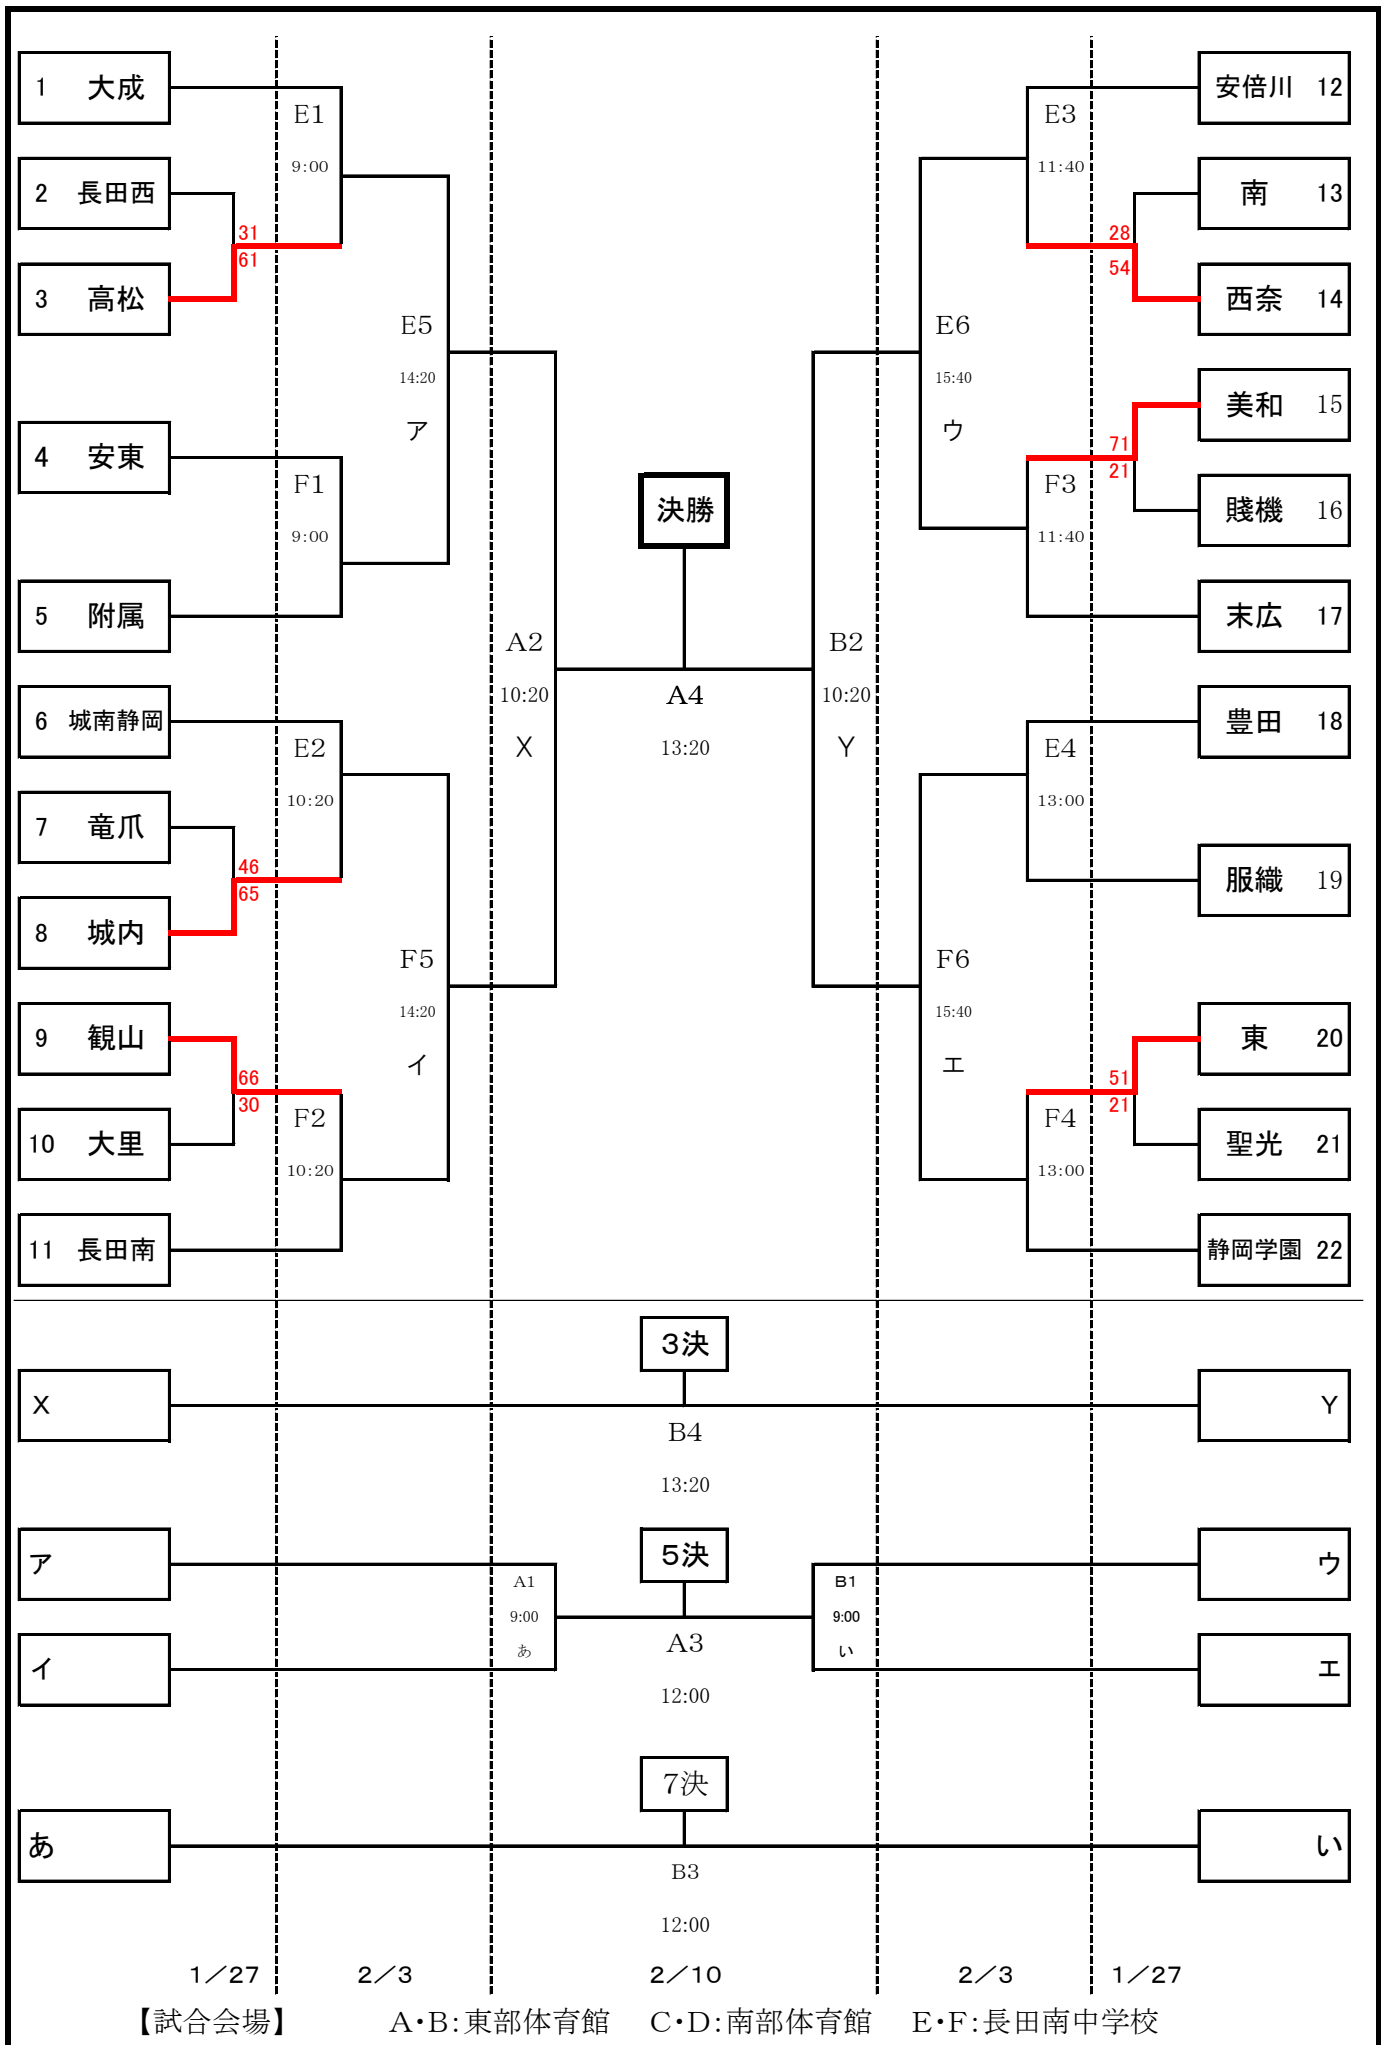 1 大成
E1
9:00
2 長田西
31
61
3 高松
E5
14:20
ア
4 安東
F1
9:00
5 附属
6 城南静岡
E2
10:20
7 竜爪
46
65
8 城内
F5
14:20
イ
9 観山
66
30
F2
10:20
10 大里
11 長田南
A2
10:20
X
決勝
A4
13:20
B2
10:20
Y
安倍川 12
E3
11:40
南 13
28
54
西奈 14
E6
15:40
ウ
美和 15
71
21
F3
11:40
賤機 16
末広 17
豊田 18
E4
13:00
服織 19
F6
15:40
エ
東 20
51
21
F4
13:00
聖光 21
静岡学園 22
3決
X
Y
B4
13:20
5決
ア
ウ
A1
9:00
あ
B1
9:00
い
A3
12:00
イ
エ
7決
あ
い
B3
12:00
1/27 2/3 2/10 2/3 1/27
【試合会場】 A・B:東部体育館 C・D:南部体育館 E・F:長田南中学校